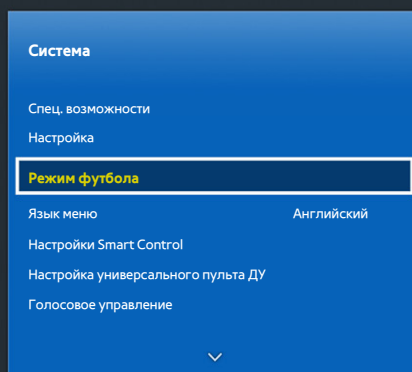 Система
Спец. возможности
Настройка
Режим футбола
Язык меню Английский
Настройки Smart Control
Настройка универсального пульта ДУ
Голосовое управление